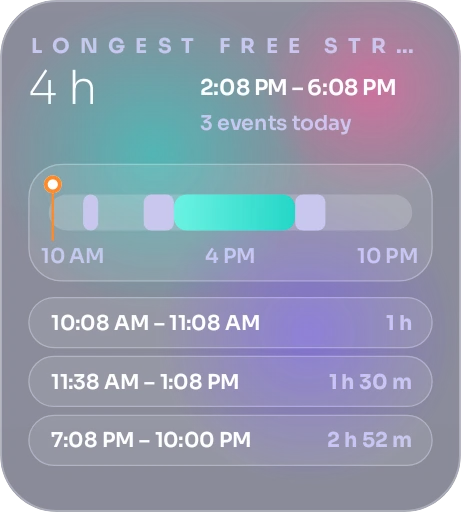 LONGEST FREE STR...
4 h
2:08 PM – 6:08 PM
3 events today
10 AM 4 PM 10 PM
10:08 AM – 11:08 AM 1 h
11:38 AM – 1:08 PM 1 h 30 m
7:08 PM – 10:00 PM 2 h 52 m